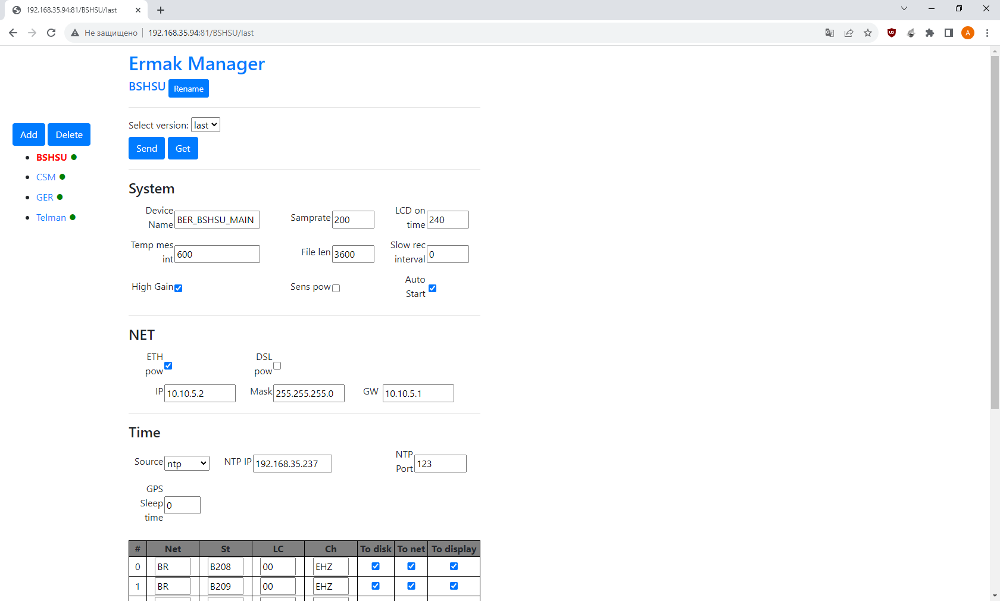 192.168.35.94:81/BSHSU/last
Не защищено 192.168.35.94:81/BSHSU/last A
Ermak Manager
BSHSU Rename
Select version: last
Send Get
Add Delete
BSHSU
CSM
GER
Telman
System
Device Name BER_BSHSU_MAIN Samprate 200 LCD on time 240
Temp mes int 600 File len 3600 Slow rec interval 0
High Gain Sens pow Auto Start
NET
ETH pow DSL pow
IP 10.10.5.2 Mask 255.255.255.0 GW 10.10.5.1
Time
Source ntp NTP IP 192.168.35.237 NTP Port 123
GPS Sleep time 0
# Net St LC Ch To disk To net To display
0 BR B208 00 EHZ
1 BR B209 00 EHZ